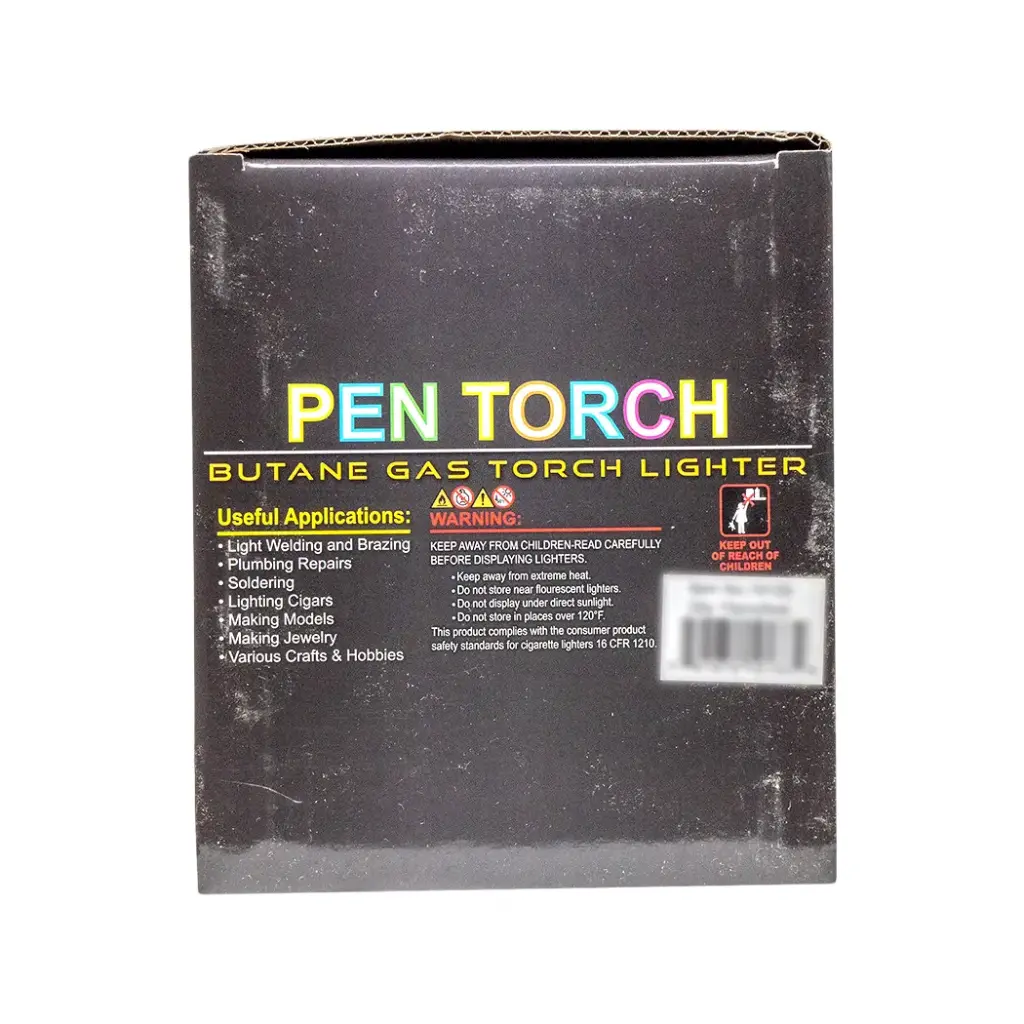 PEN TORCH
BUTANE GAS TORCH LIGHTER
Useful Applications:
• Light Welding and Brazing
• Plumbing Repairs
• Soldering
• Lighting Cigars
• Making Models
• Making Jewelry
• Various Crafts & Hobbies
WARNING:
KEEP AWAY FROM CHILDREN-READ CAREFULLY
BEFORE DISPLAYING LIGHTERS.
• Keep away from extreme heat.
• Do not store near flourescent lighters.
• Do not display under direct sunlight.
• Do not store in places over 120°F.
This product complies with the consumer product
safety standards for cigarette lighters 16 CFR 1210.
KEEP OUT
OF REACH OF
CHILDREN